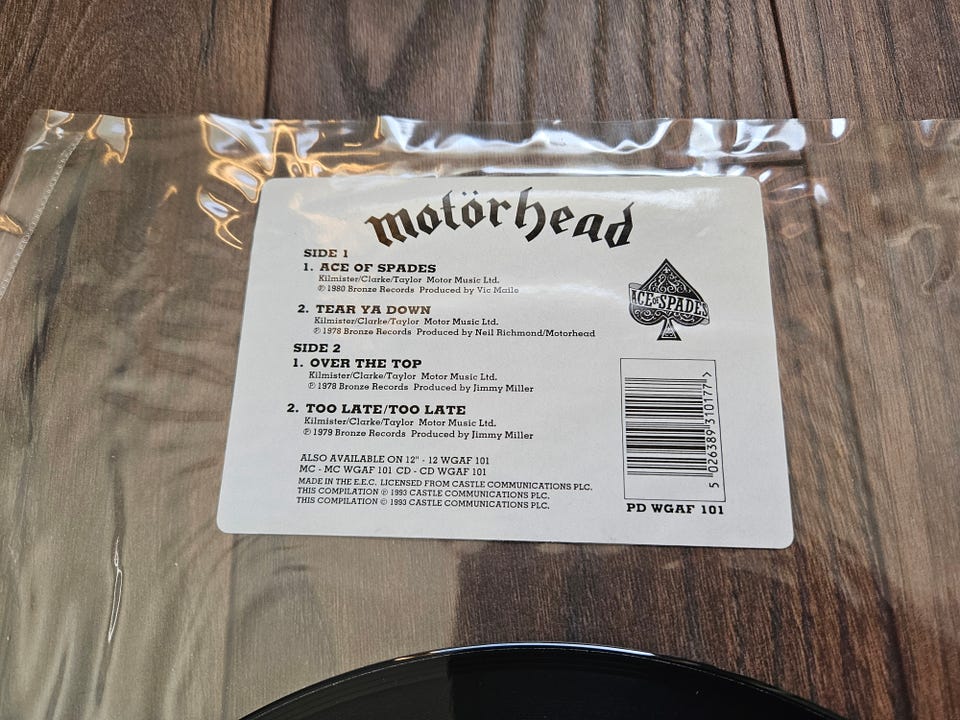 motörhead
SIDE 1
1. ACE OF SPADES
Kilmister/Clarke/Taylor Motor Music Ltd.
℗ 1980 Bronze Records Produced by Vic Maile
2. TEAR YA DOWN
Kilmister/Clarke/Taylor Motor Music Ltd.
℗ 1978 Bronze Records Produced by Neil Richmond/Motorhead
SIDE 2
1. OVER THE TOP
Kilmister/Clarke/Taylor Motor Music Ltd.
℗ 1978 Bronze Records Produced by Jimmy Miller
2. TOO LATE/TOO LATE
Kilmister/Clarke/Taylor Motor Music Ltd.
℗ 1979 Bronze Records Produced by Jimmy Miller
ALSO AVAILABLE ON 12" - 12 WGAF 101
MC - MC WGAF 101 CD - CD WGAF 101
MADE IN THE E.E.C. LICENSED FROM CASTLE COMMUNICATIONS PLC.
THIS COMPILATION ℗ 1993 CASTLE COMMUNICATIONS PLC.
THIS COMPILATION © 1993 CASTLE COMMUNICATIONS PLC.
ACE OF SPADES
5 026389 310177 >
PD WGAF 101